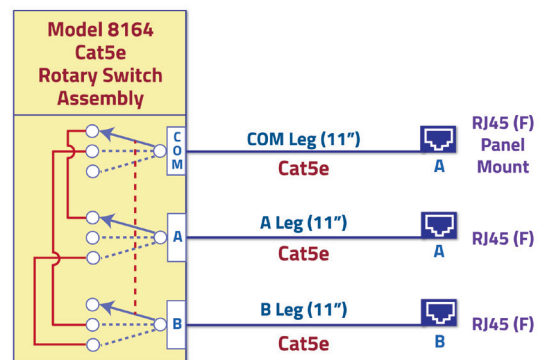 Model 8164
Cat5e
Rotary Switch
Assembly
COM
COM Leg (11”)
Cat5e
A
RJ45 (F)
Panel
Mount
A
A Leg (11”)
Cat5e
A
RJ45 (F)
B
B Leg (11”)
Cat5e
B
RJ45 (F)